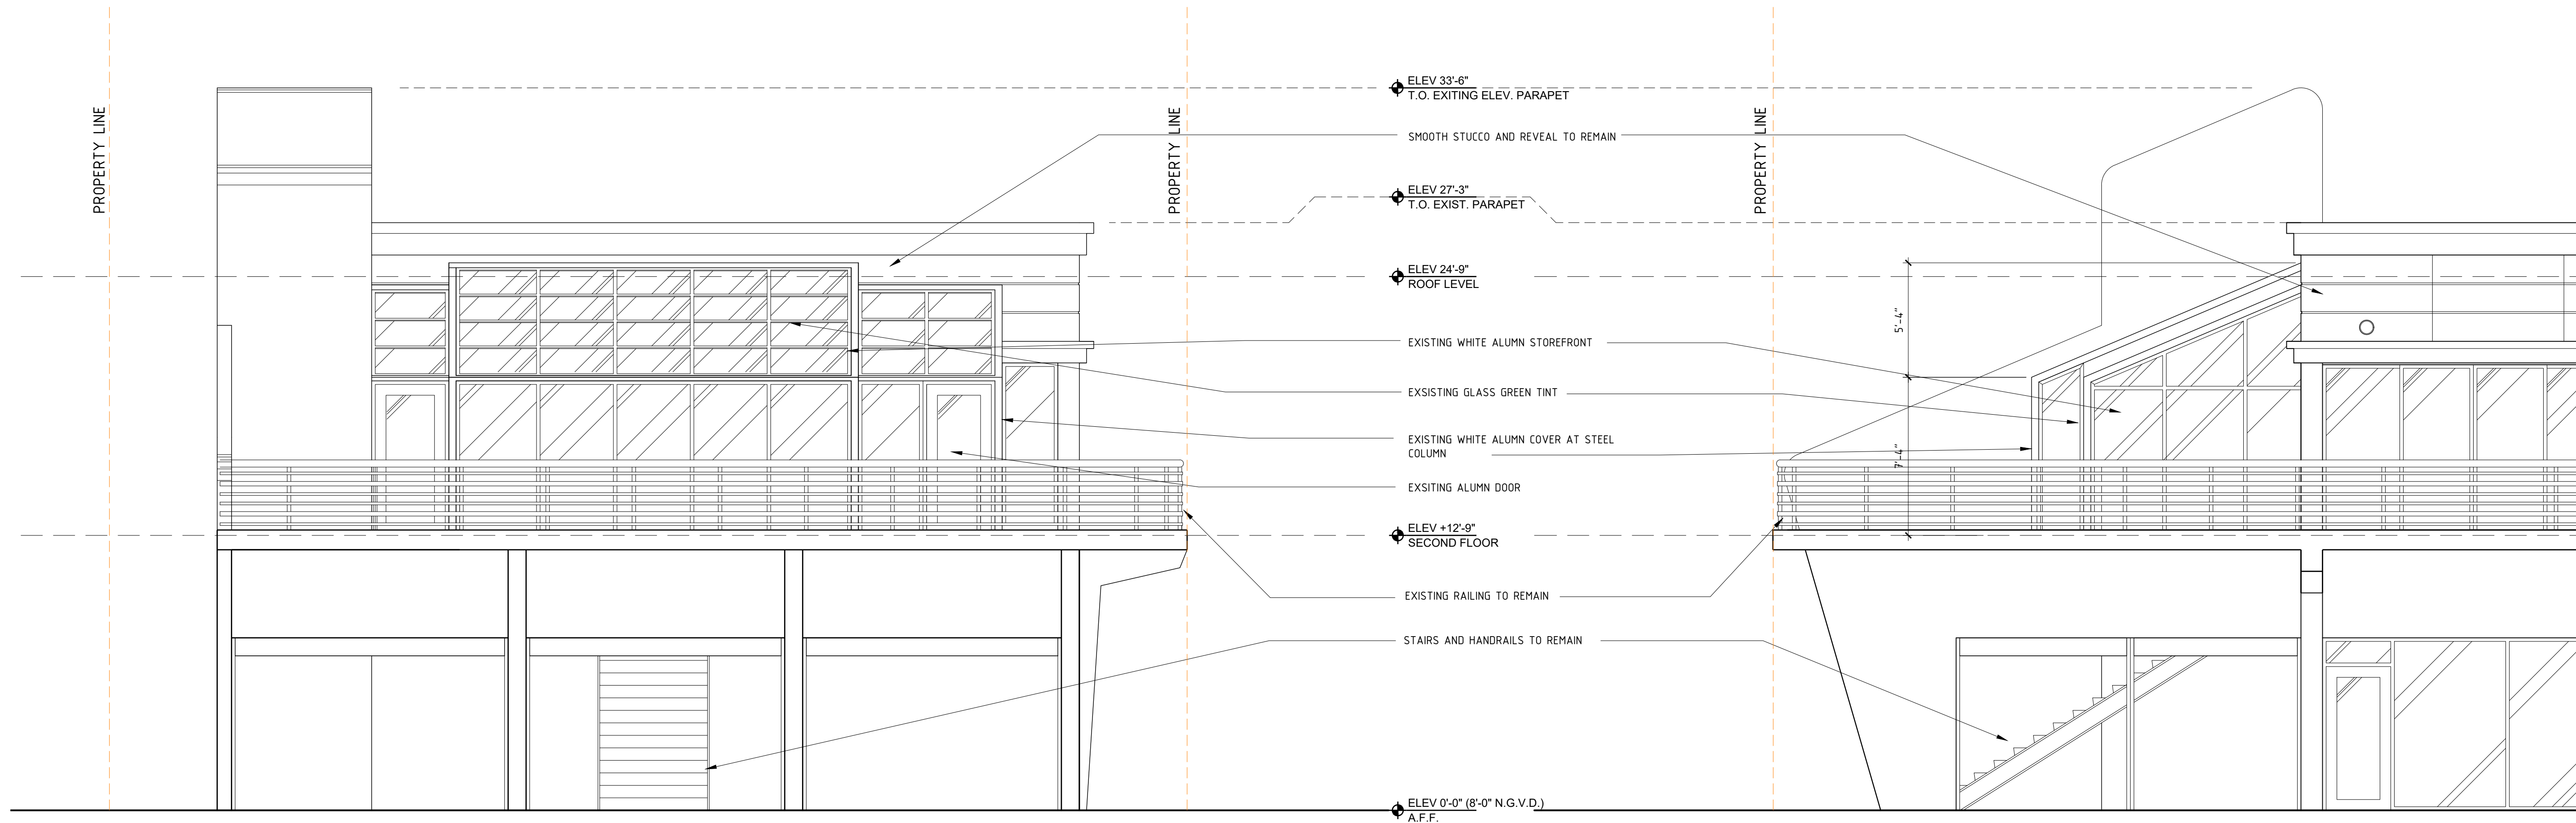 PROPERTY LINE
PROPERTY LINE
PROPERTY LINE
ELEV 33'-6"
T.O. EXITING ELEV. PARAPET
SMOOTH STUCCO AND REVEAL TO REMAIN
ELEV 27'-3"
T.O. EXIST. PARAPET
ELEV 24'-9"
ROOF LEVEL
5'-4"
EXISTING WHITE ALUMN STOREFRONT
EXSISTING GLASS GREEN TINT
EXISTING WHITE ALUMN COVER AT STEEL
COLUMN
7'-4"
EXSITING ALUMN DOOR
ELEV +12'-9"
SECOND FLOOR
EXISTING RAILING TO REMAIN
STAIRS AND HANDRAILS TO REMAIN
ELEV 0'-0" (8'-0" N.G.V.D.)
A.F.F.